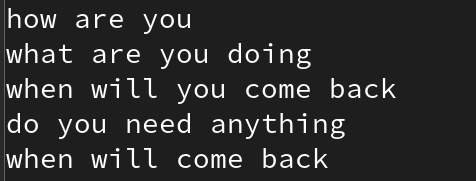 how are you
what are you doing
when will you come back
do you need anything
when will come back